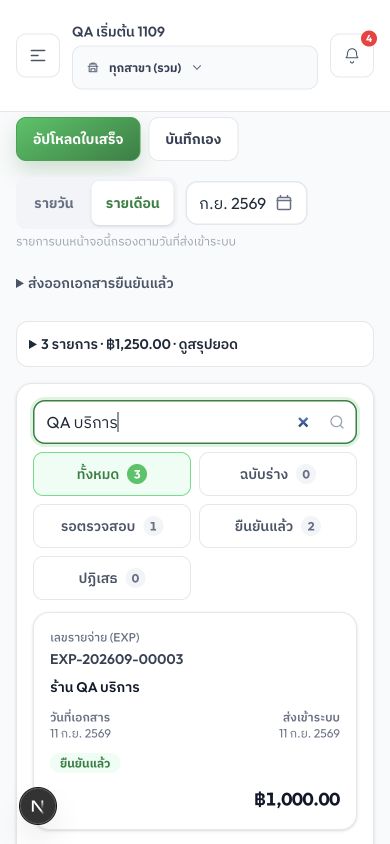 QA เริ่มต้น 1109
ทุกสาขา (รวม)
4
อัปโหลดใบเสร็จ
บันทึกเอง
รายวัน
รายเดือน
ก.ย. 2569
รายการบนหน้าจอนี้กรองตามวันที่ส่งเข้าระบบ
▶ ส่งออกเอกสารยืนยันแล้ว
▶ 3 รายการ · ฿1,250.00 · ดูสรุปยอด
QA บริการ
ทั้งหมด 3
ฉบับร่าง 0
รอตรวจสอบ 1
ยืนยันแล้ว 2
ปฏิเสธ 0
เลขรายจ่าย (EXP)
EXP-202609-00003
ร้าน QA บริการ
วันที่เอกสาร
ส่งเข้าระบบ
11 ก.ย. 2569
11 ก.ย. 2569
ยืนยันแล้ว
฿1,000.00
N